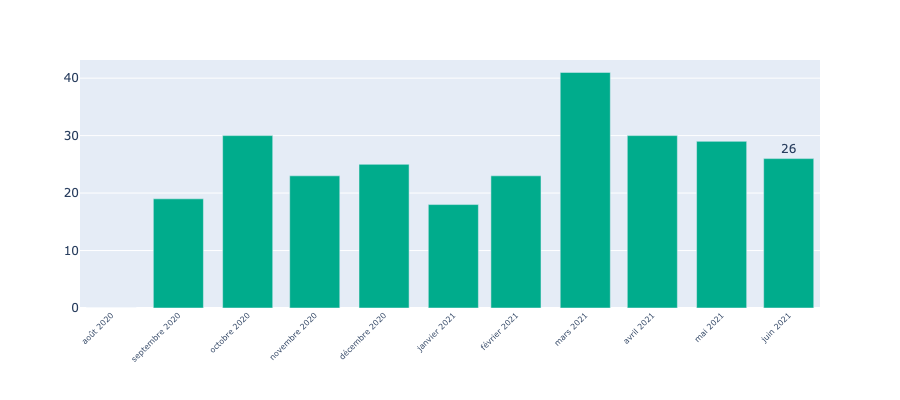 40
30
20
10
0
26
août 2020
septembre 2020
octobre 2020
novembre 2020
décembre 2020
janvier 2021
février 2021
mars 2021
avril 2021
mai 2021
juin 2021